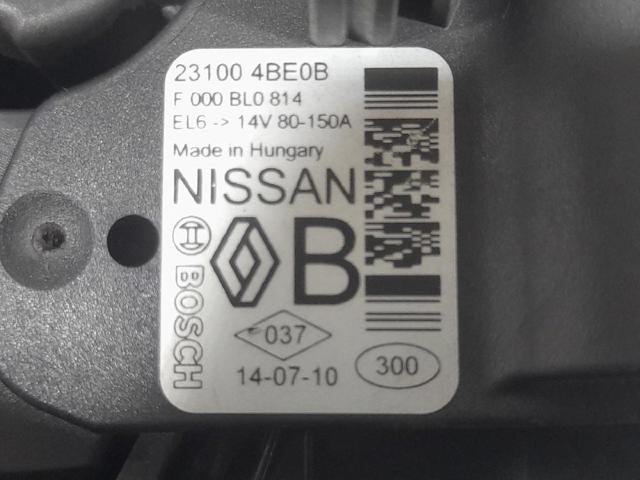 23100 4BE0B
F 000 BL0 814
EL6 -> 14V 80-150A
Made in Hungary
NISSAN
BOSCH
B
037
14-07-10
300